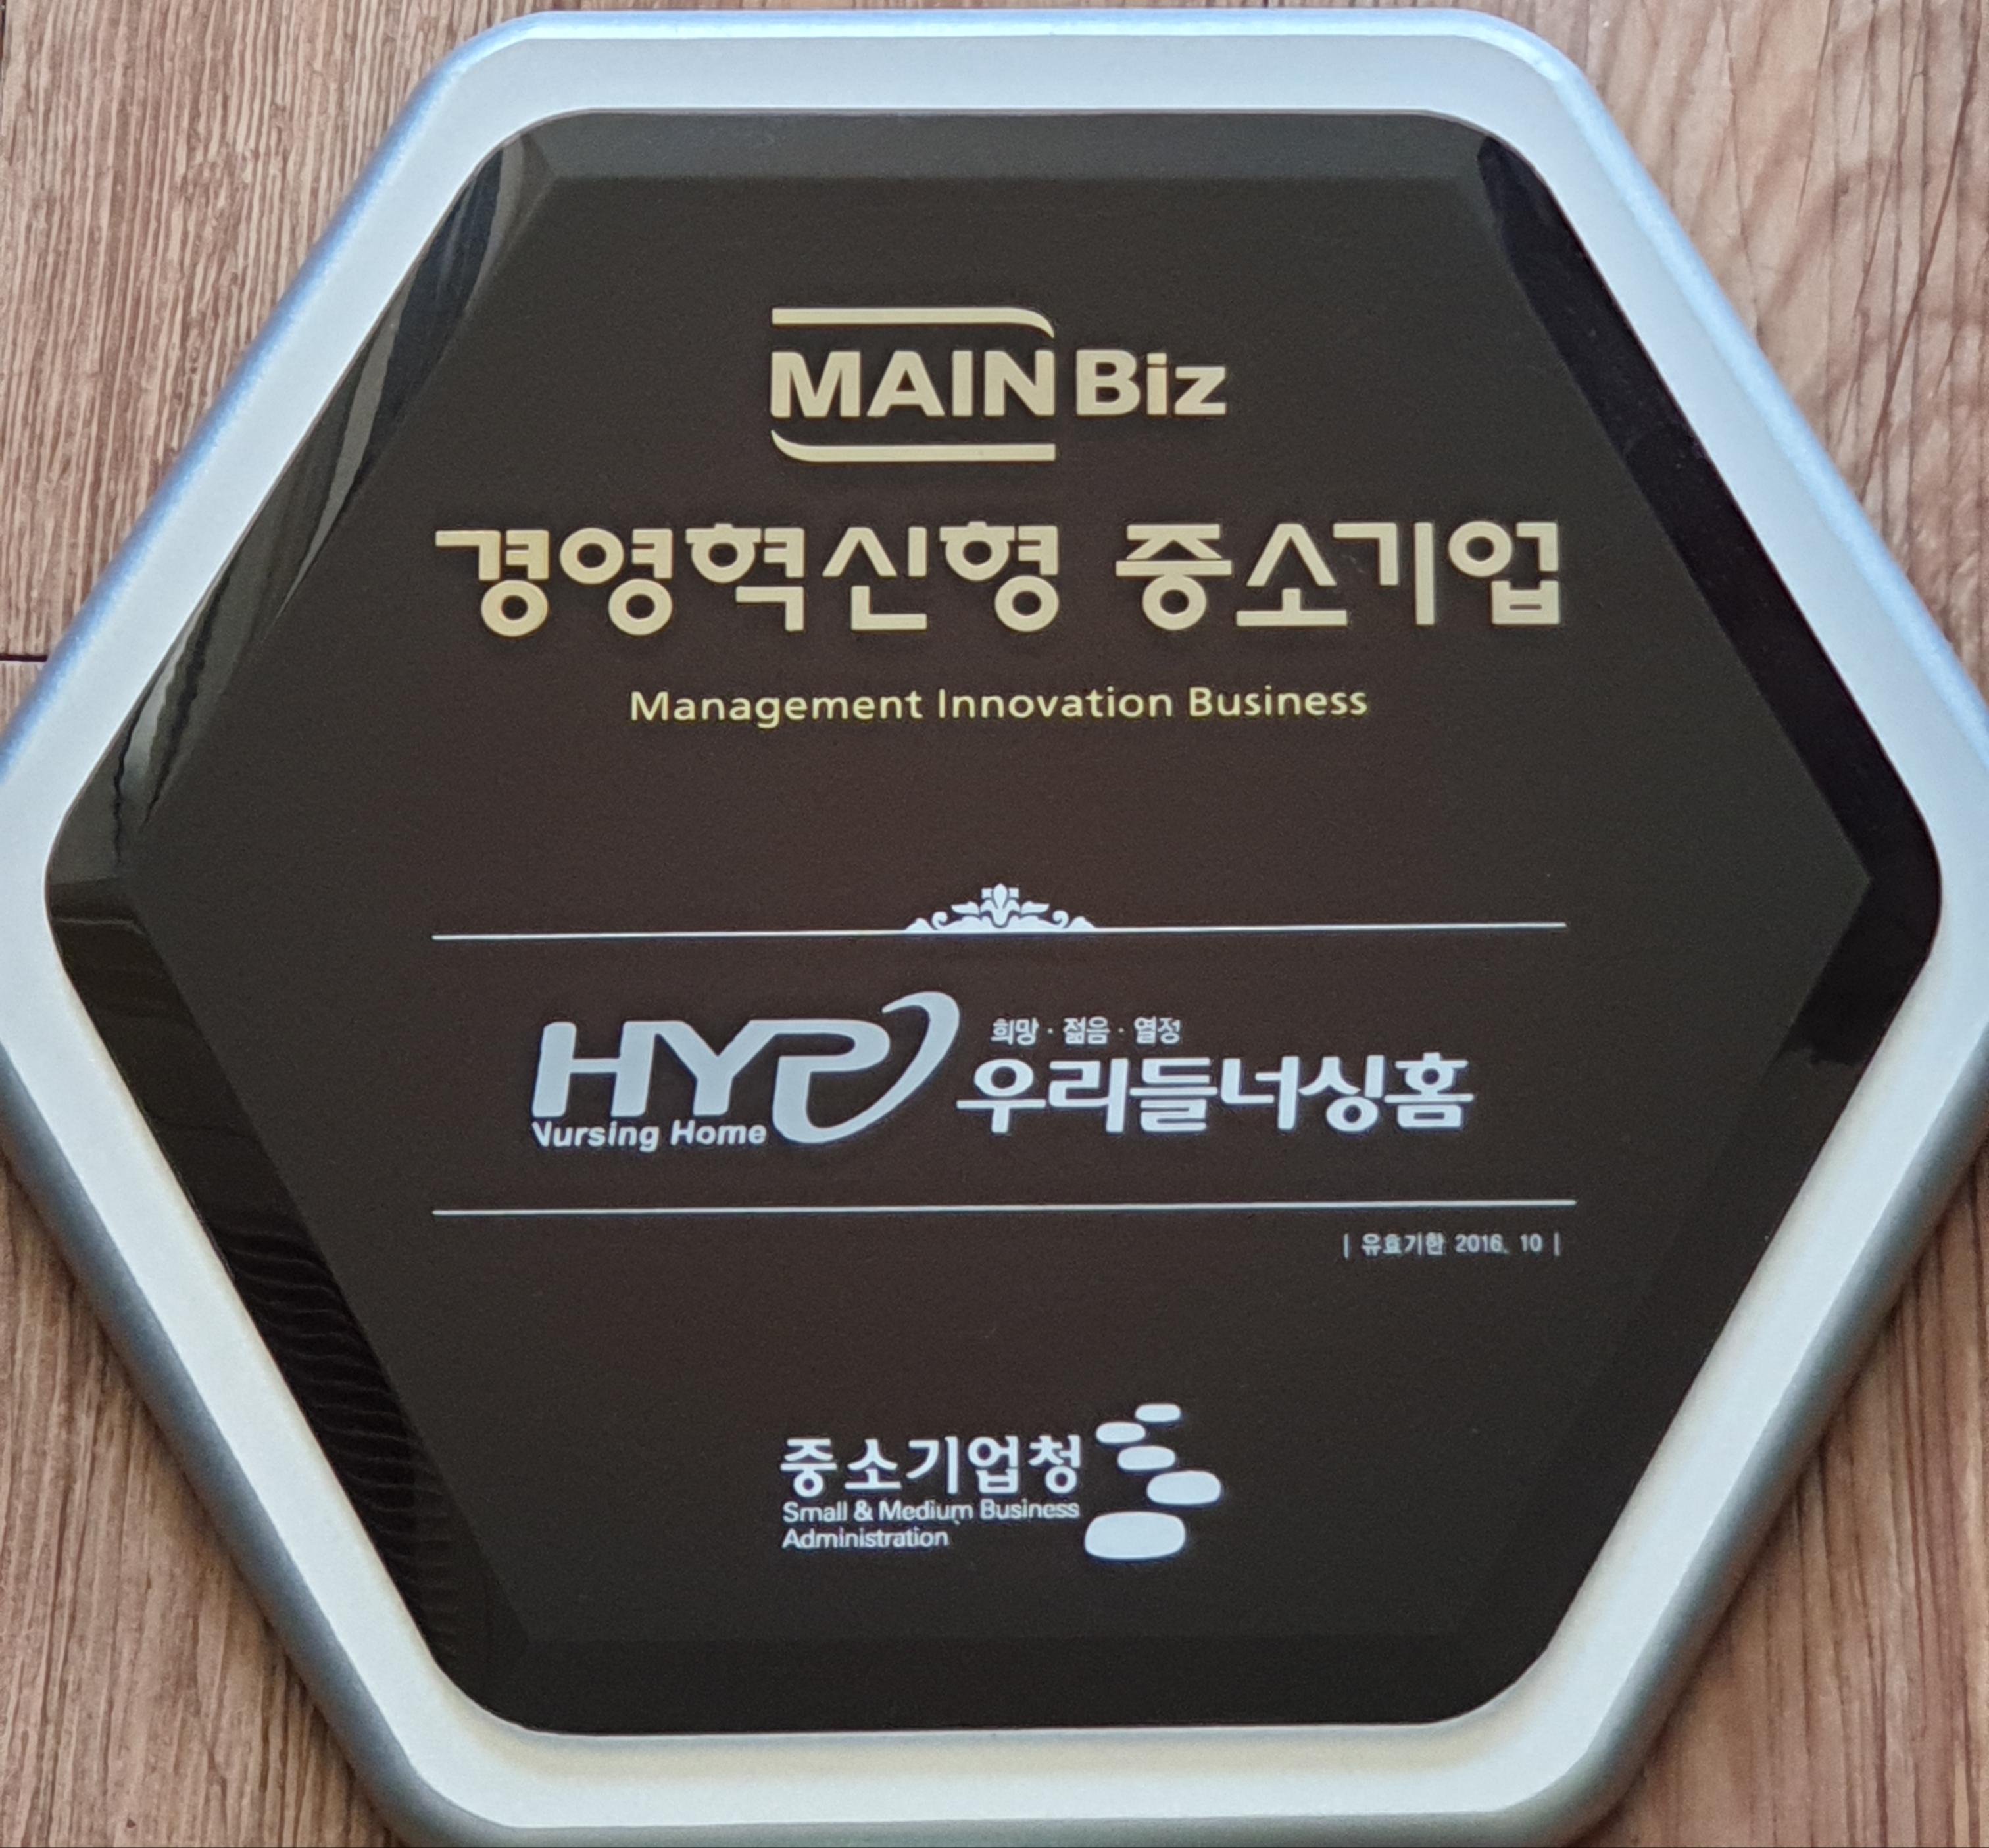 MAIN Biz
경영혁신형 중소기업
Management Innovation Business
HYP
Nursing Home
희망 · 젊음 · 열정
우리들너싱홈
| 유효기한 2016. 10 |
중소기업청
Small & Medium Business
Administration